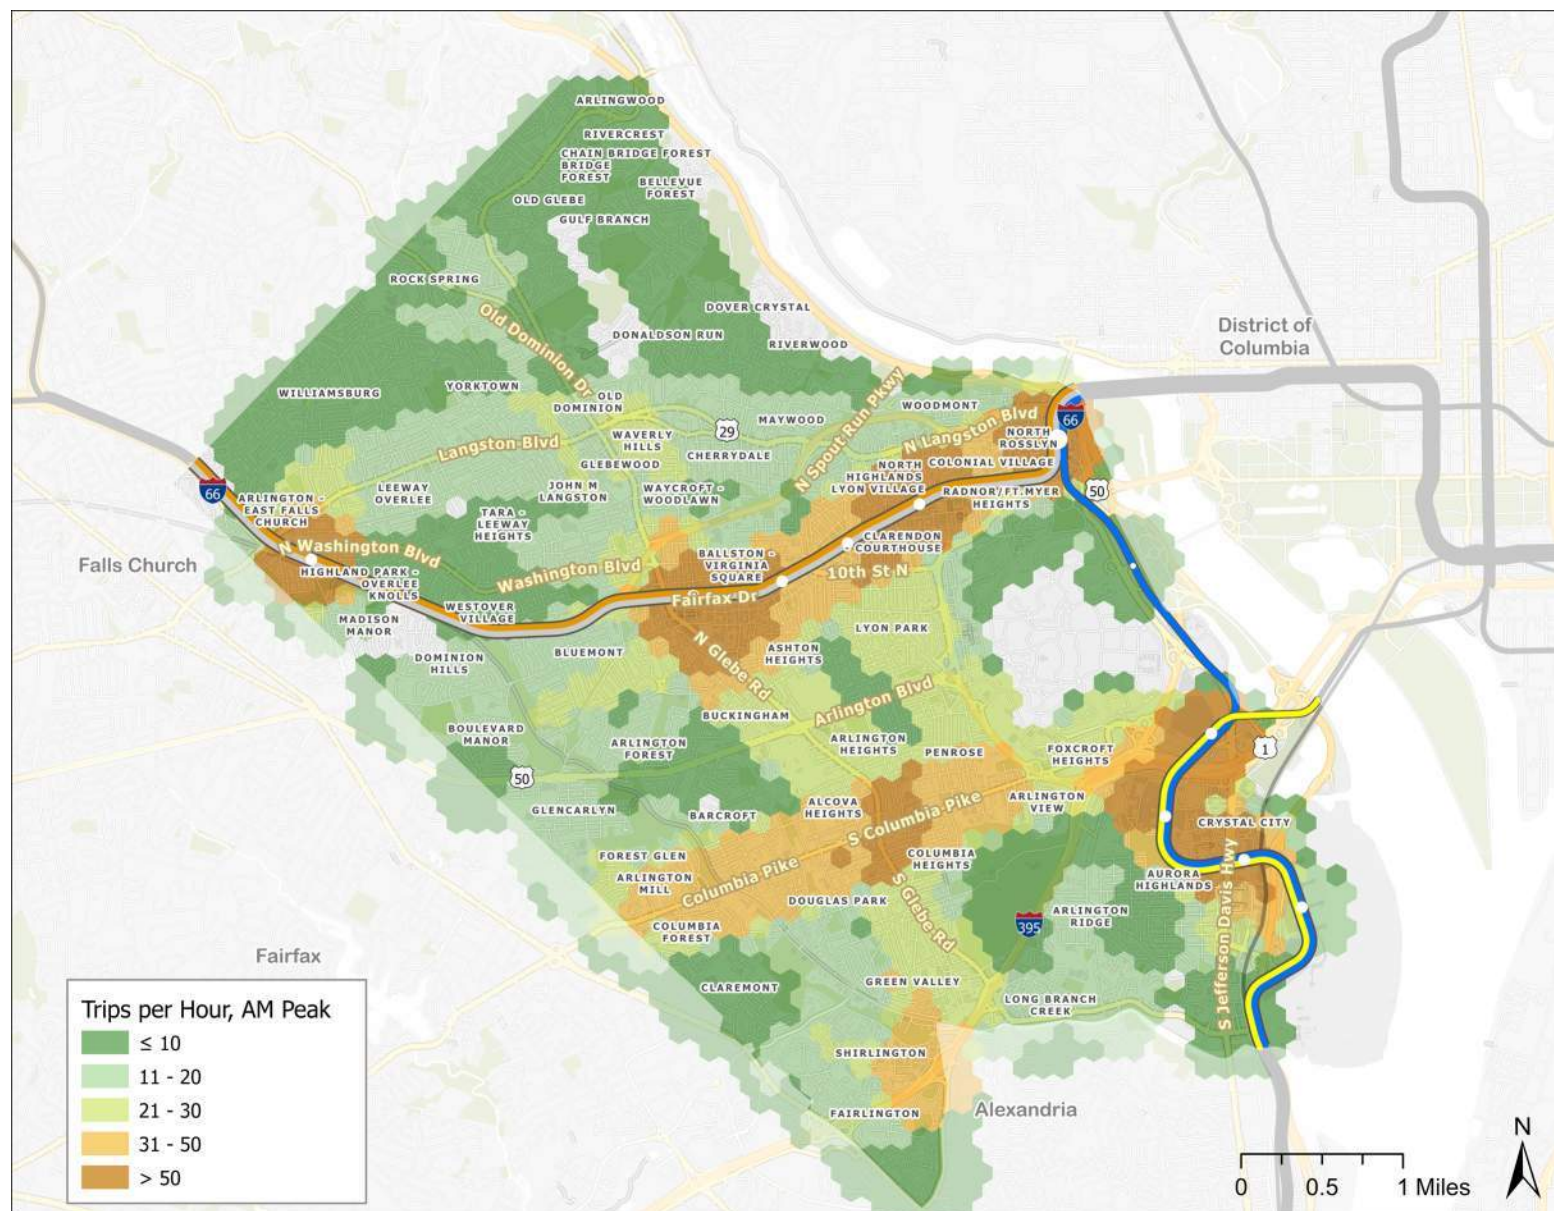 ARLINGWOOD
RIVERCREST
CHAIN BRIDGE FOREST
BRIDGE
FOREST
BELLEVUE
FOREST
OLD GLEBE
GULF BRANCH
ROCK SPRING
Old Dominion Dr
DOVER CRYSTAL
DONALDSON RUN
RIVERWOOD
District of
Columbia
WILLIAMSBURG
YORKTOWN
OLD
DOMINION
N Spout Run Pkwy
WOODMONT
MAYWOOD
N Langston Blvd
66
29
Langston Blvd
WAVERLY
HILLS
CHERRYDALE
GLEBEWOOD
NORTH
ROSSLYN
COLONIAL VILLAGE
NORTH
HIGHLANDS
LYON VILLAGE
RADNOR/FT.MYER
HEIGHTS
50
66
ARLINGTON -
EAST FALLS
CHURCH
LEEWAY
OVERLEE
JOHN M
LANGSTON
WAYCROFT -
WOODLAWN
TARA -
LEEWAY
HEIGHTS
CLARENDON
- COURTHOUSE
N Washington Blvd
Falls Church
HIGHLAND PARK -
OVERLEE
KNOLLS
Washington Blvd
BALLSTON -
VIRGINIA
SQUARE
10th St N
Fairfax Dr
WESTOVER
VILLAGE
MADISON
MANOR
LYON PARK
DOMINION
HILLS
BLUEMONT
N Glebe Rd
ASHTON
HEIGHTS
Arlington Blvd
BUCKINGHAM
BOULEVARD
MANOR
ARLINGTON
FOREST
ARLINGTON
HEIGHTS
PENROSE
FOXCROFT
HEIGHTS
1
50
GLENCARLYN
BARCROFT
ALCOVA
HEIGHTS
S Columbia Pike
ARLINGTON
VIEW
CRYSTAL CITY
FOREST GLEN
ARLINGTON
MILL
Columbia Pike
COLUMBIA
HEIGHTS
AURORA
HIGHLANDS
S Jefferson Davis Hwy
DOUGLAS PARK
S Glebe Rd
395
ARLINGTON
RIDGE
COLUMBIA
FOREST
Fairfax
CLAREMONT
GREEN VALLEY
LONG BRANCH
CREEK
SHIRLINGTON
FAIRLINGTON
Alexandria
Trips per Hour, AM Peak
≤ 10
11 - 20
21 - 30
31 - 50
> 50
N
0 0.5 1 Miles